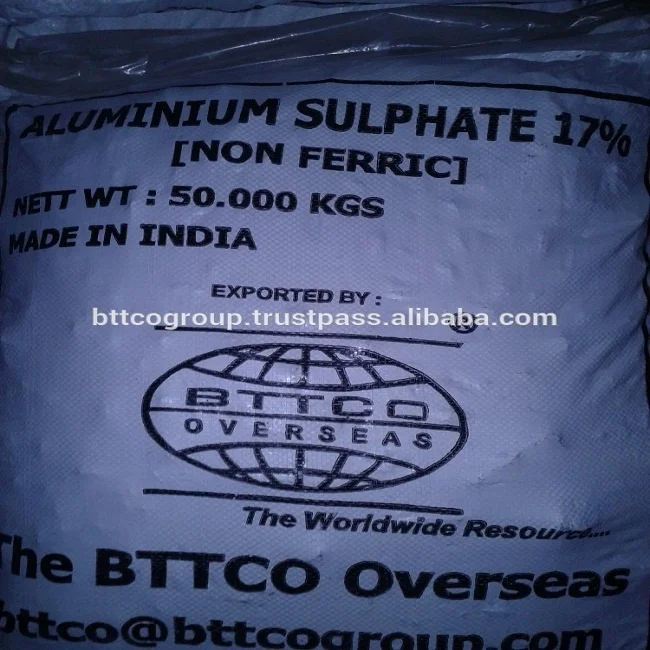 ALUMINIUM SULPHATE 17%
[NON FERRIC]
NETT WT : 50.000 KGS
MADE IN INDIA
EXPORTED BY :
bttcogroup.trustpass.alibaba.com
®
BTTCO
OVERSEAS
The Worldwide Resource....
The BTTCO Overseas
bttco@bttcogroup.com